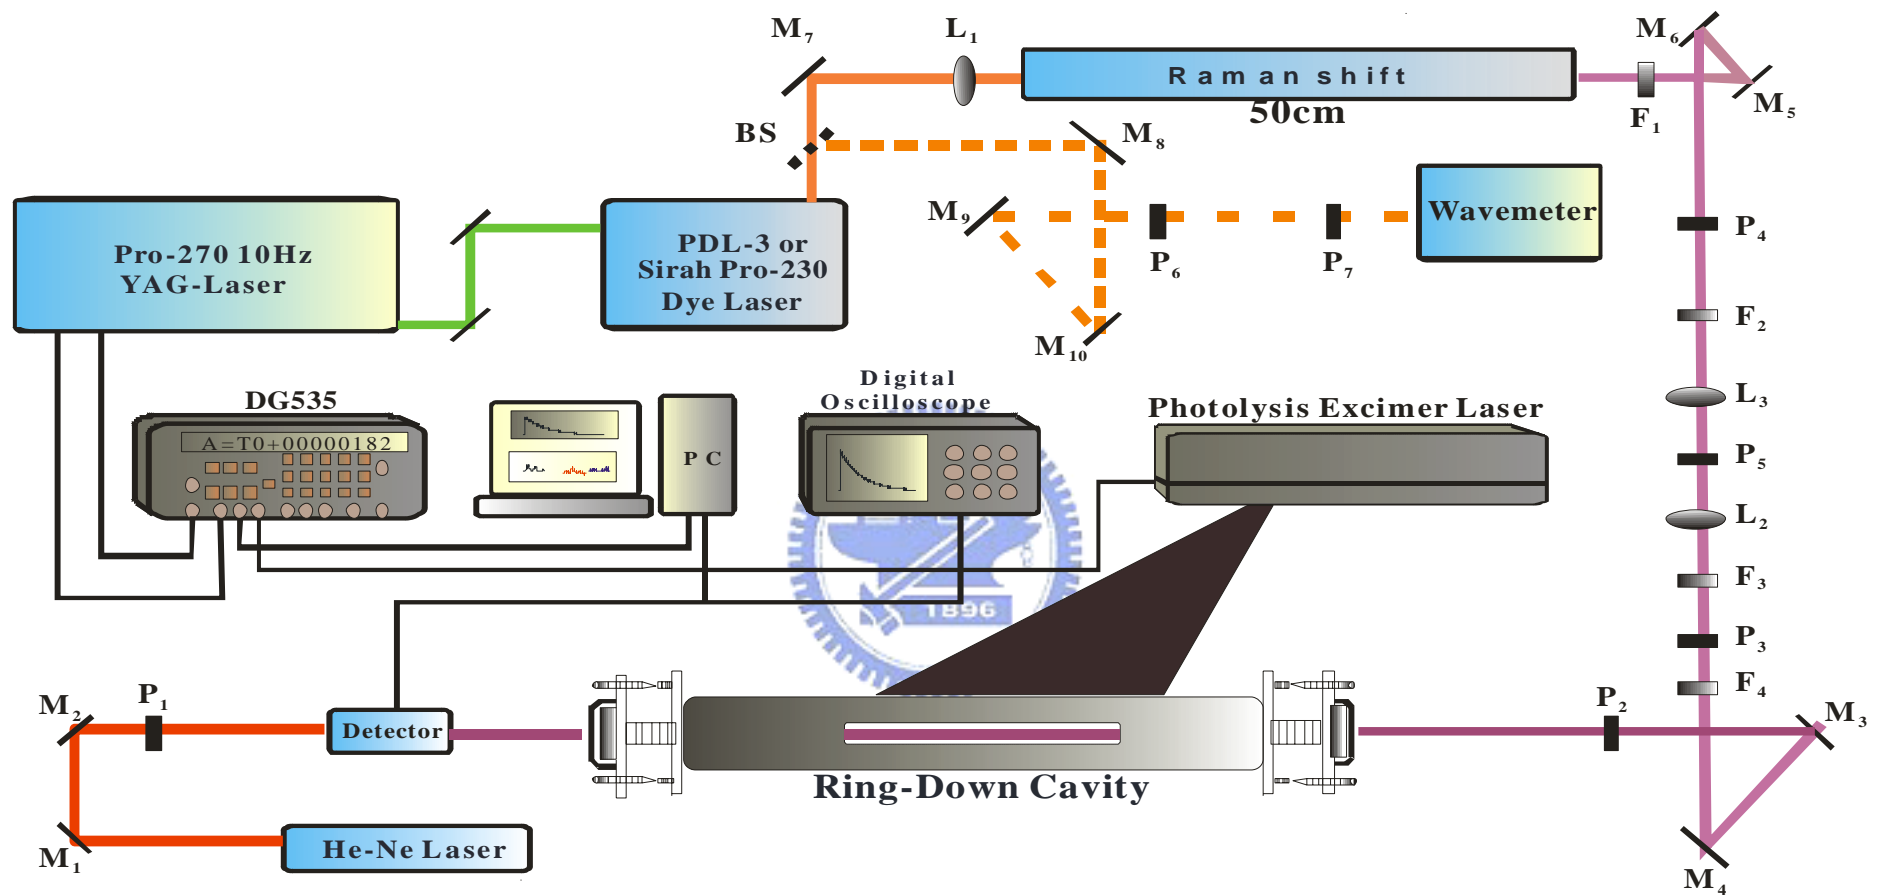 M₇
L₁
Raman shift
50cm
F₁
M₆
M₅
BS
M₈
M₉
M₁₀
P₆
P₇
Wavemeter
P₄
F₂
L₃
P₅
L₂
F₃
P₃
F₄
Pro-270 10Hz
YAG-Laser
PDL-3 or
Sirah Pro-230
Dye Laser
DG535
A=T0+00000182
PC
Digital
Oscilloscope
Photolysis Excimer Laser
1896
M₂
P₁
Detector
P₂
M₃
Ring-Down Cavity
M₁
He-Ne Laser
M₄